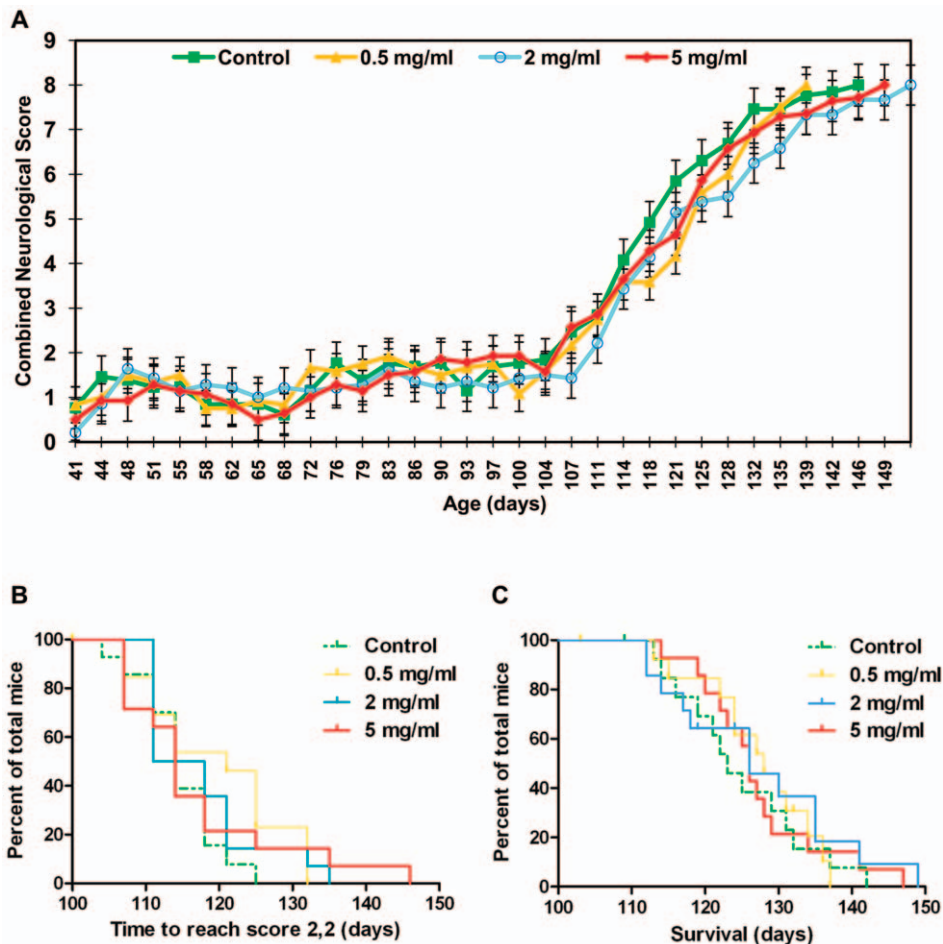 A
Control 0.5 mg/ml 2 mg/ml 5 mg/ml
Combined Neurological Score
9
8
7
6
5
4
3
2
1
0
41 44 48 51 55 58 62 65 68 72 76 79 83 86 90 93 97 100 104 107 111 114 118 121 125 128 132 135 139 142 146 149
Age (days)
B
Percent of total mice
100
80
60
40
20
0
Control
0.5 mg/ml
2 mg/ml
5 mg/ml
100 110 120 130 140 150
Time to reach score 2,2 (days)
C
Percent of total mice
100
80
60
40
20
0
Control
0.5 mg/ml
2 mg/ml
5 mg/ml
100 110 120 130 140 150
Survival (days)